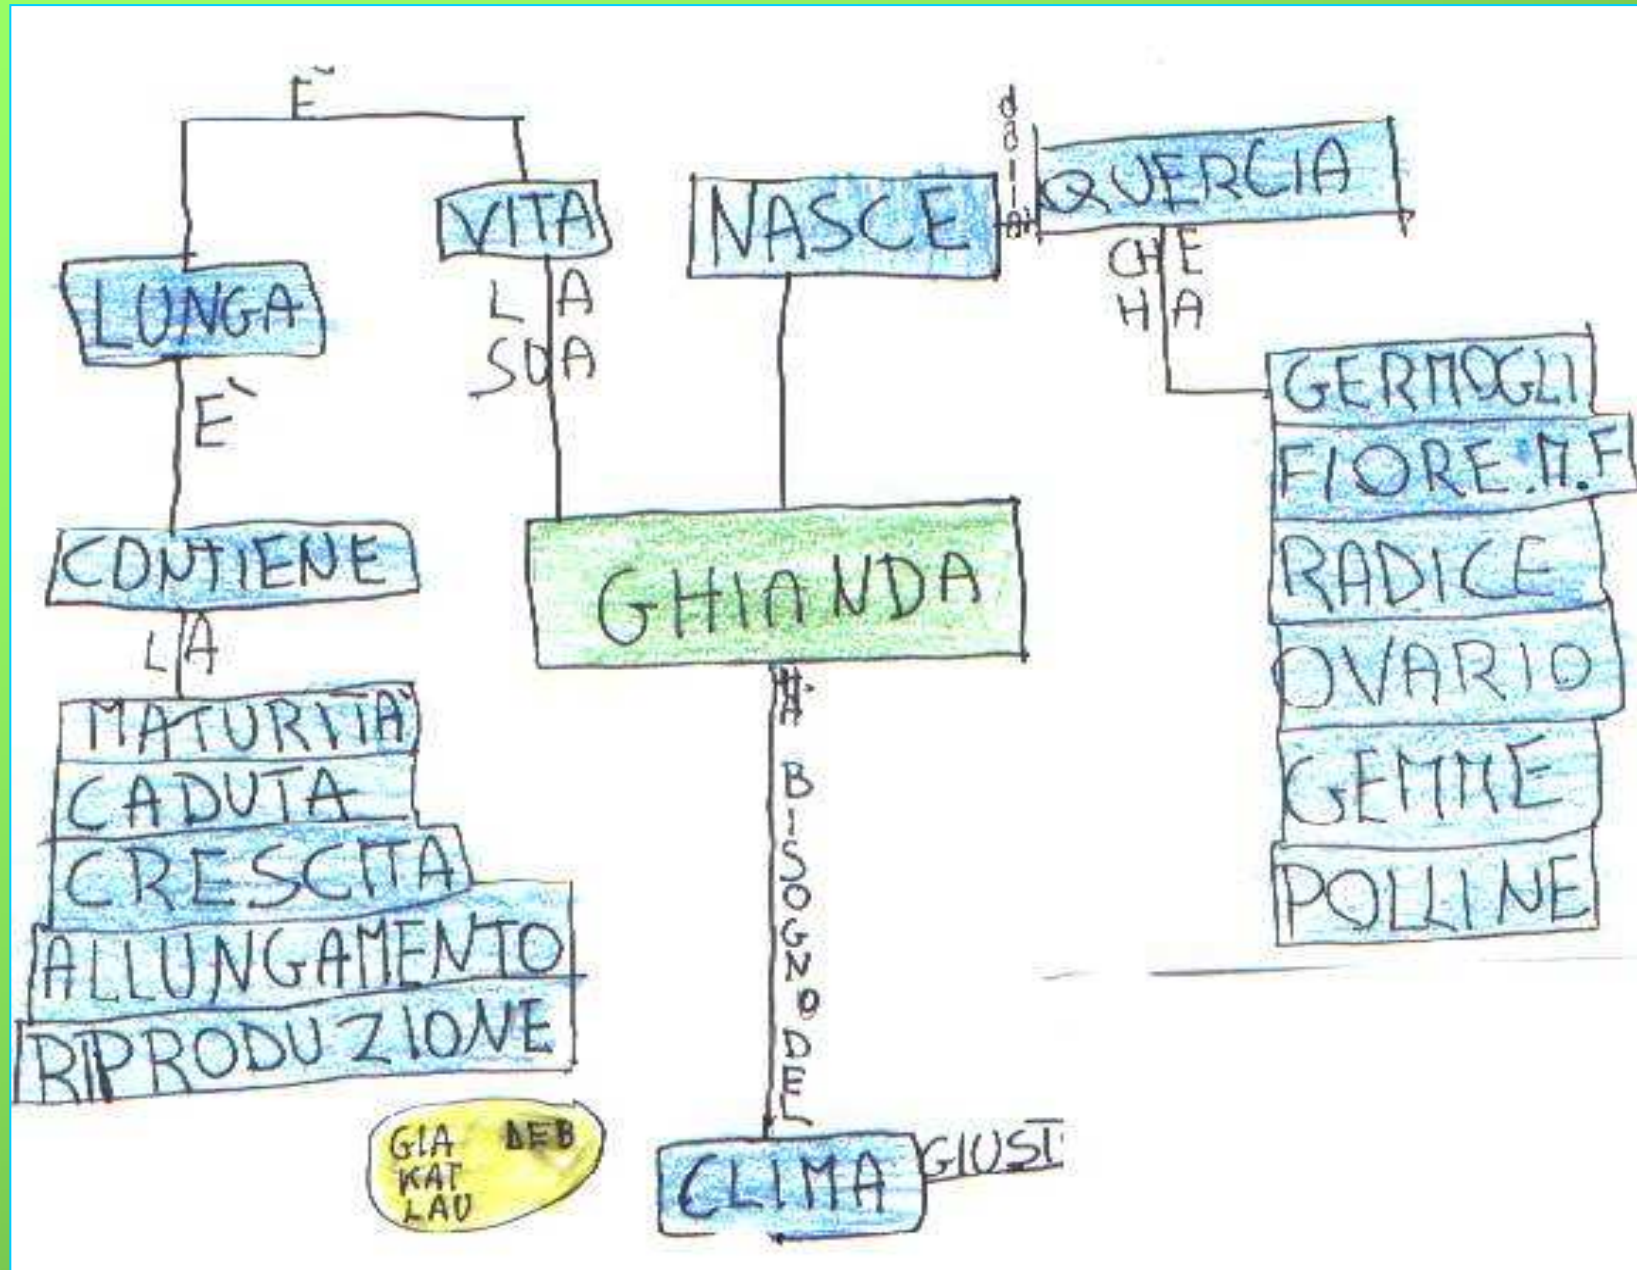 È
VITA
LUNGA
LA
SUA
È
CONTIENE
LA
MATURITÀ
CADUTA
CRESCITA
ALLUNGAMENTO
RIPRODUZIONE
NASCE
dalla
QUERCIA
CHE
HA
GERMOGLI
FIORE.M.F
RADICE
OVARIO
GEMME
POLLINE
GHIANDA
HA BISOGNO DEL
CLIMA
GIUST
GIA DEB
KAT
LAU